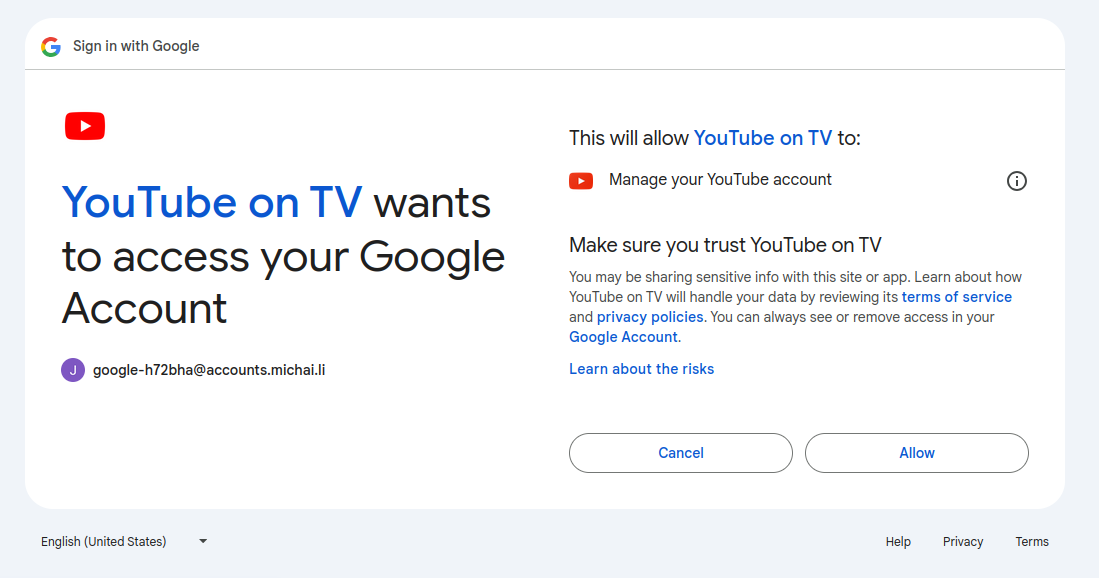 Sign in with Google
YouTube on TV wants
to access your Google
Account
J
google-h72bha@accounts.michai.li
This will allow YouTube on TV to:
Manage your YouTube account
Make sure you trust YouTube on TV
You may be sharing sensitive info with this site or app. Learn about how
YouTube on TV will handle your data by reviewing its terms of service
and privacy policies. You can always see or remove access in your
Google Account.
Learn about the risks
Cancel
Allow
English (United States)
Help
Privacy
Terms